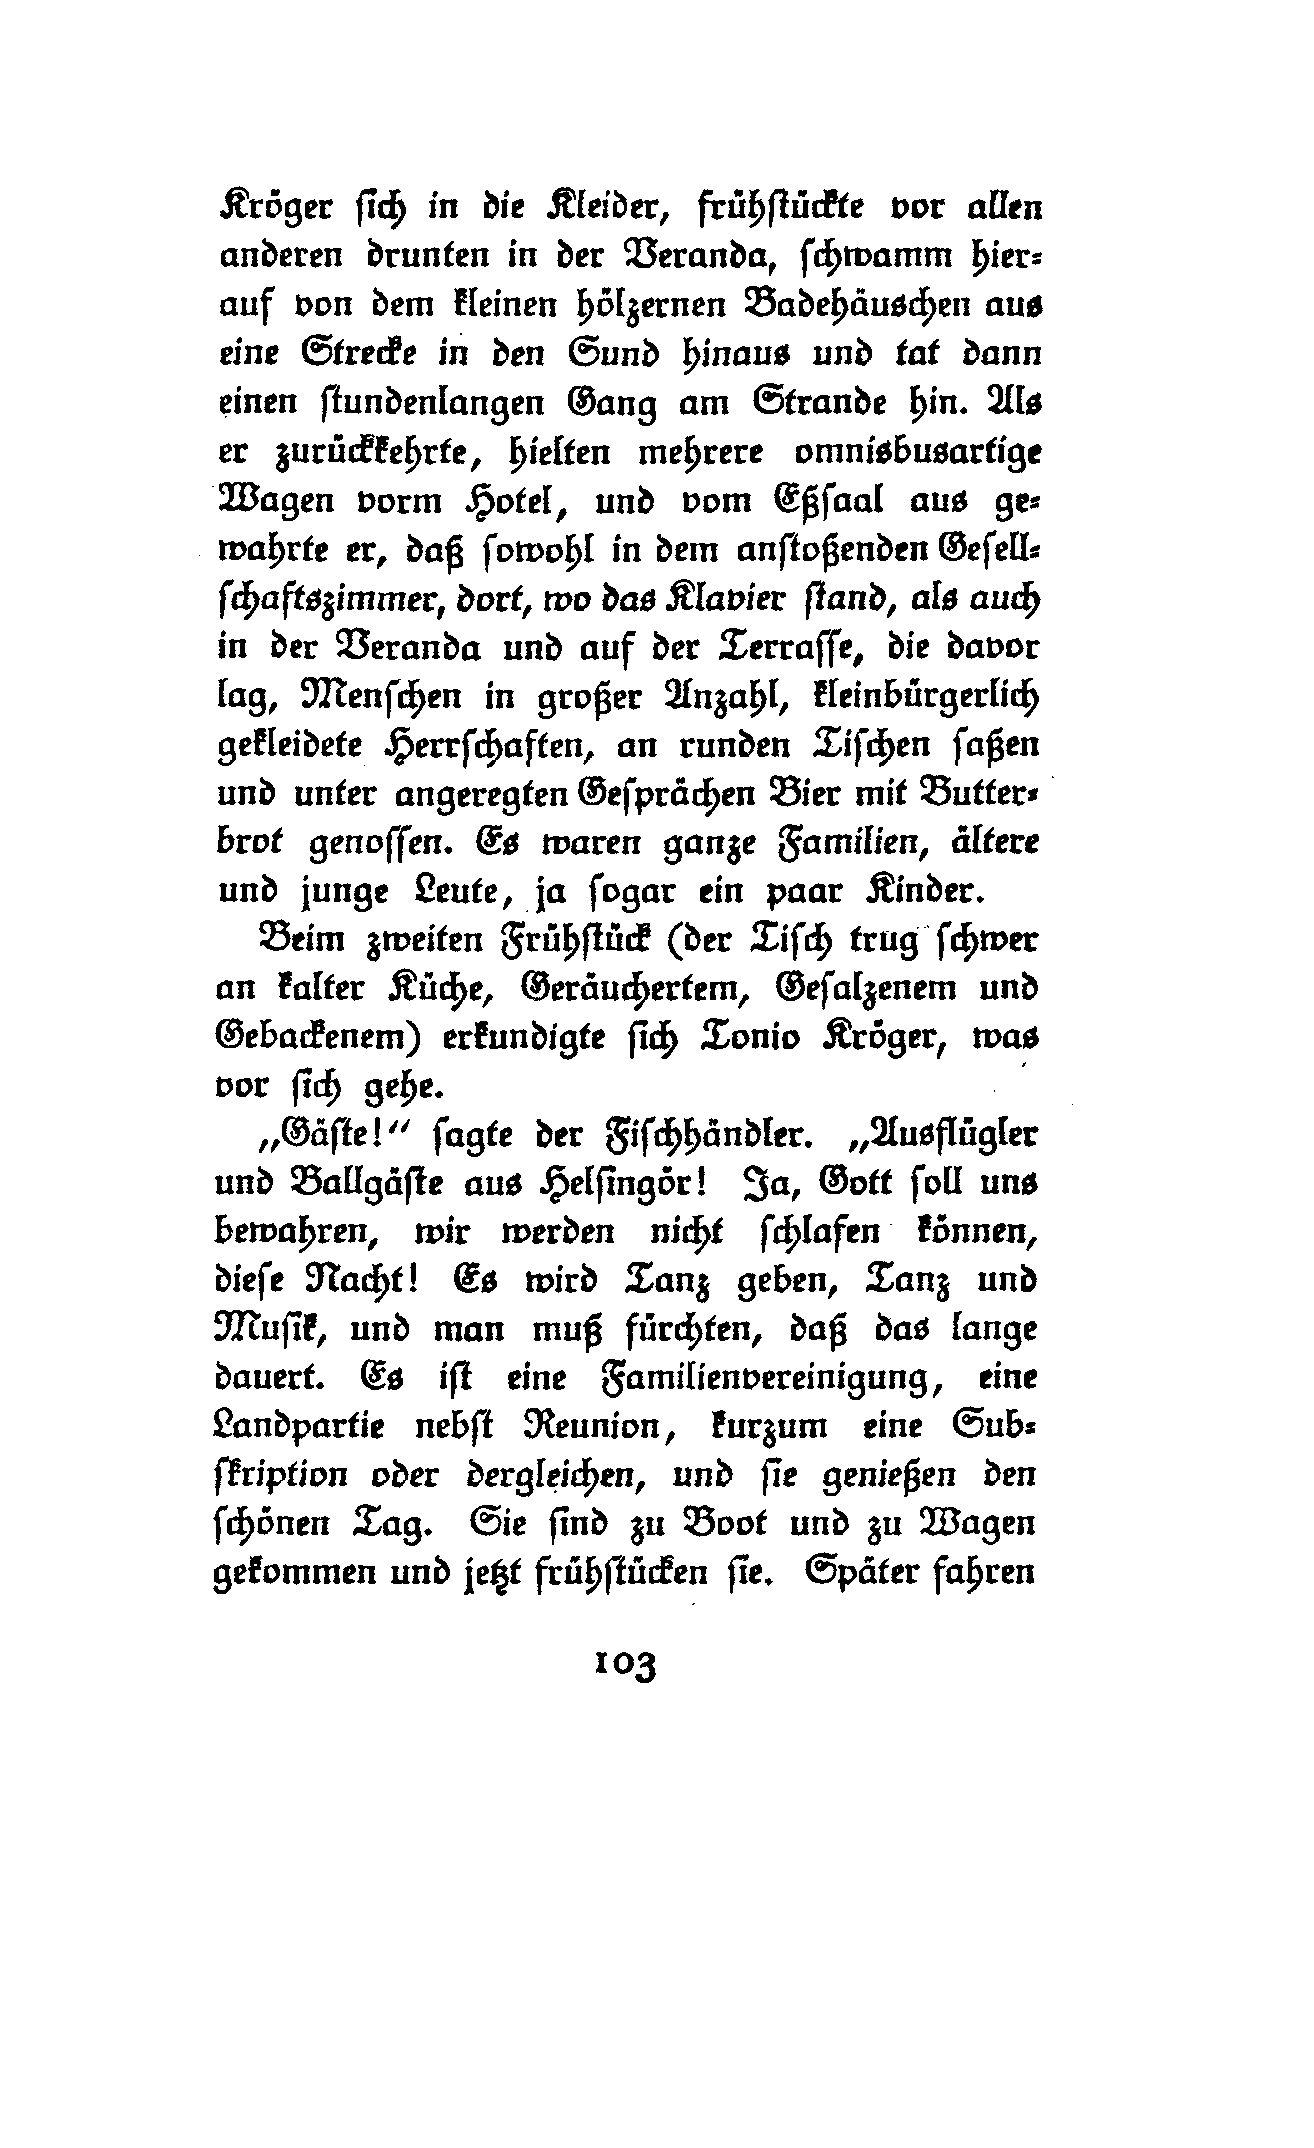 Kröger ſich in die Kleider, frühſtückte vor allen
anderen drunten in der Veranda, ſchwamm hier⸗
auf von dem kleinen hölzernen Badehäuschen aus
eine Strecke in den Sund hinaus und tat dann
einen ſtundenlangen Gang am Strande hin. Als
er zurückkehrte, hielten mehrere omnisbusartige
Wagen vorm Hotel, und vom Eßſaal aus ge⸗
wahrte er, daß ſowohl in dem anſtoßenden Geſell⸗
ſchaftszimmer, dort, wo das Klavier ſtand, als auch
in der Veranda und auf der Terraſſe, die davor
lag, Menſchen in großer Anzahl, kleinbürgerlich
gekleidete Herrſchaften, an runden Tiſchen ſaßen
und unter angeregten Geſprächen Bier mit Butter⸗
brot genoſſen. Es waren ganze Familien, ältere
und junge Leute, ja ſogar ein paar Kinder.
Beim zweiten Frühſtück (der Tiſch trug ſchwer
an kalter Küche, Geräuchertem, Geſalzenem und
Gebackenem) erkundigte ſich Tonio Kröger, was
vor ſich gehe.
„Gäſte!“ ſagte der Fiſchhändler. „Ausflügler
und Ballgäſte aus Helſingör! Ja, Gott ſoll uns
bewahren, wir werden nicht ſchlafen können,
dieſe Nacht! Es wird Tanz geben, Tanz und
Muſik, und man muß fürchten, daß das lange
dauert. Es iſt eine Familienvereinigung, eine
Landpartie nebſt Reunion, kurzum eine Sub⸗
ſkription oder dergleichen, und ſie genießen den
ſchönen Tag. Sie ſind zu Boot und zu Wagen
gekommen und jetzt frühſtücken ſie. Später fahren
103